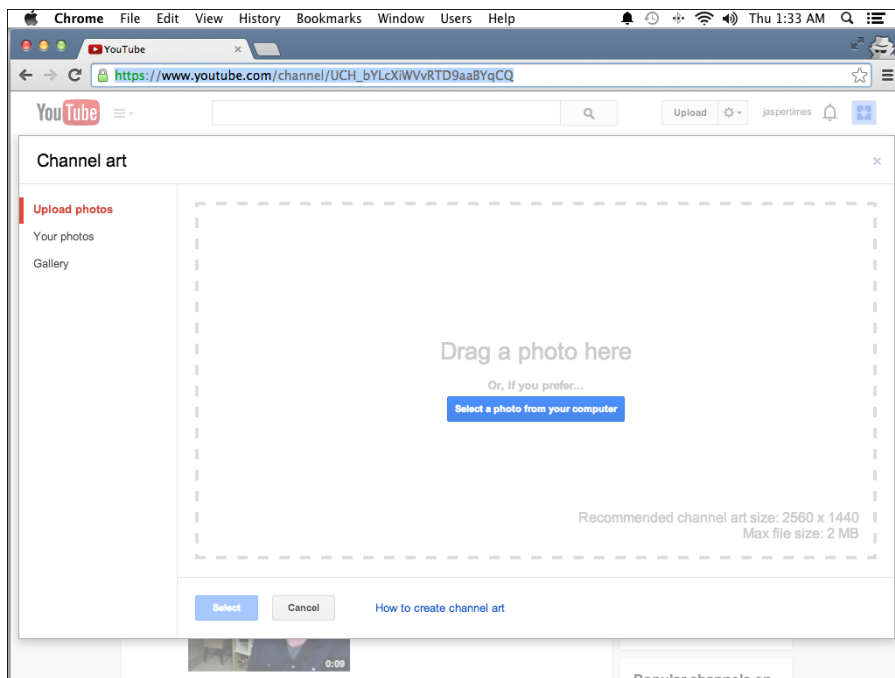 Chrome File Edit View History Bookmarks Window Users Help Thu 1:33 AM
YouTube
https://www.youtube.com/channel/UCH_bYLcXiWVvRTD9aaBYqCQ
YouTube Upload jaspertimes
Channel art
Upload photos
Your photos
Gallery
Drag a photo here
Or, if you prefer...
Select a photo from your computer
Recommended channel art size: 2560 x 1440
Max file size: 2 MB
Select Cancel How to create channel art
0:09
Popular channels on